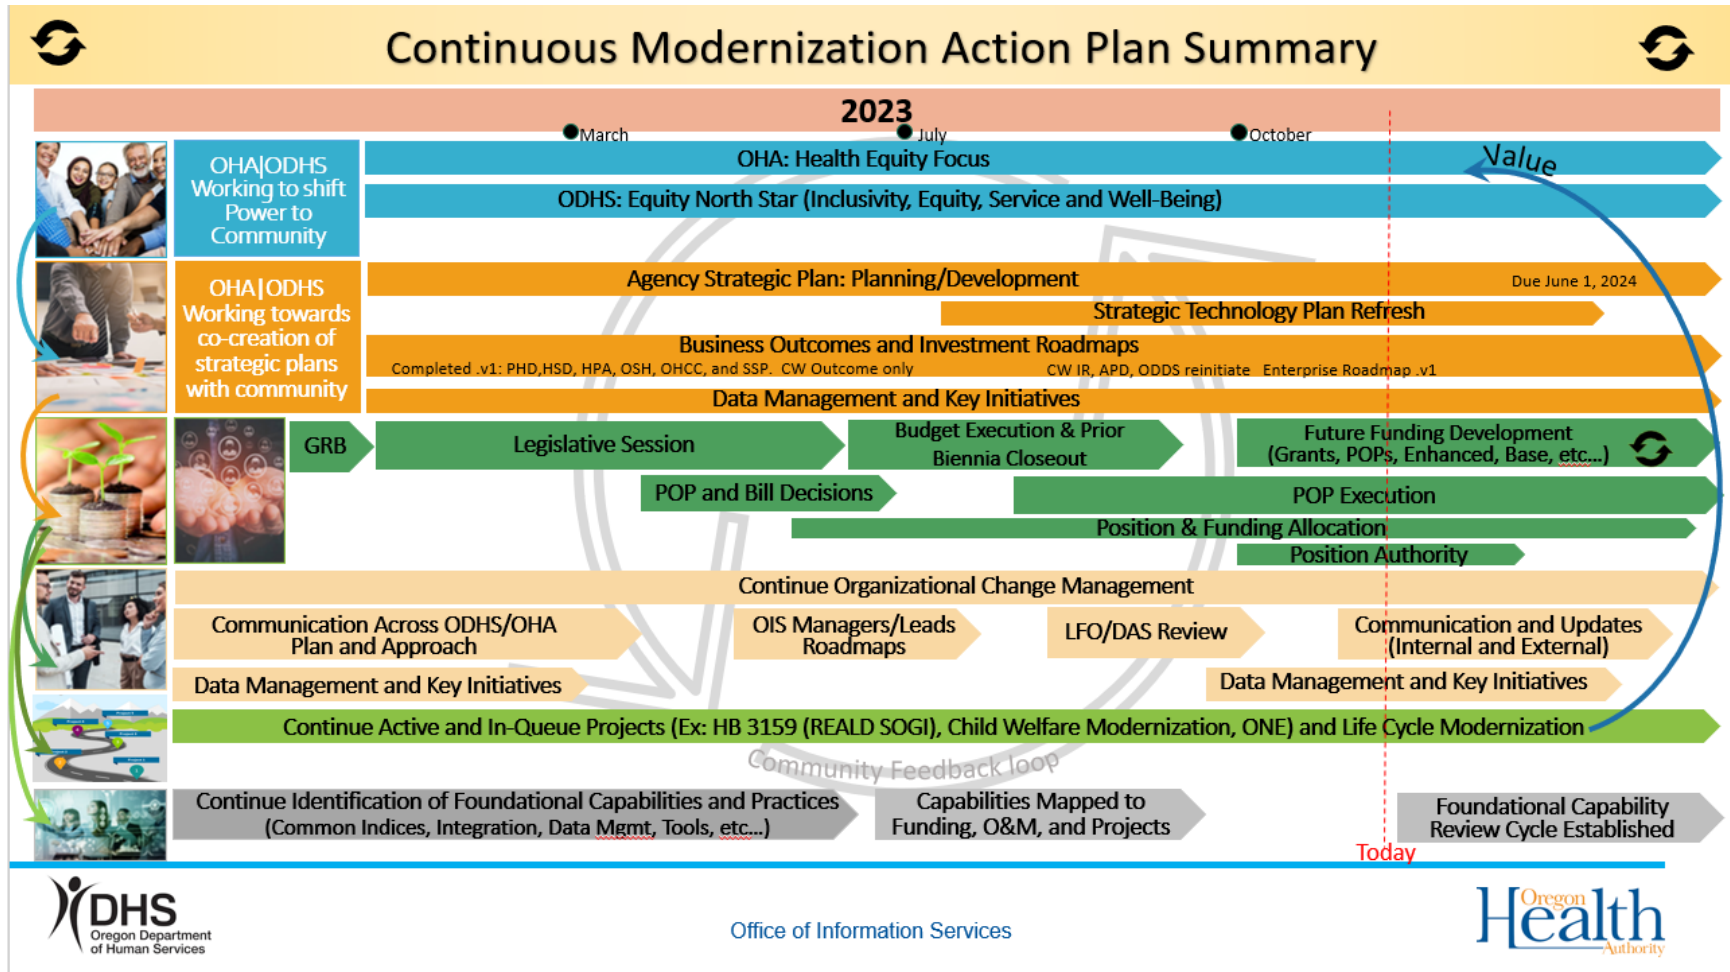 Continuous Modernization Action Plan Summary
2023
March
July
October
OHA|ODHS
Working to shift
Power to
Community
OHA: Health Equity Focus
Value
ODHS: Equity North Star (Inclusivity, Equity, Service and Well-Being)
OHA|ODHS
Working towards
co-creation of
strategic plans
with community
Agency Strategic Plan: Planning/Development
Due June 1, 2024
Strategic Technology Plan Refresh
Business Outcomes and Investment Roadmaps
Completed .v1: PHD,HSD, HPA, OSH, OHCC, and SSP.  CW Outcome only
CW IR, APD, ODDS reinitiate
Enterprise Roadmap .v1
Data Management and Key Initiatives
GRB
Legislative Session
Budget Execution & Prior
Biennia Closeout
Future Funding Development
(Grants, POPs, Enhanced, Base, etc...)
POP and Bill Decisions
POP Execution
Position & Funding Allocation
Position Authority
Continue Organizational Change Management
Communication Across ODHS/OHA
Plan and Approach
OIS Managers/Leads
Roadmaps
LFO/DAS Review
Communication and Updates
(Internal and External)
Data Management and Key Initiatives
Data Management and Key Initiatives
Continue Active and In-Queue Projects (Ex: HB 3159 (REALD SOGI), Child Welfare Modernization, ONE) and Life Cycle Modernization
Community Feedback loop
Continue Identification of Foundational Capabilities and Practices
(Common Indices, Integration, Data Mgmt, Tools, etc...)
Capabilities Mapped to
Funding, O&M, and Projects
Foundational Capability
Review Cycle Established
Today
DHS
Oregon Department
of Human Services
Office of Information Services
Oregon
Health
Authority